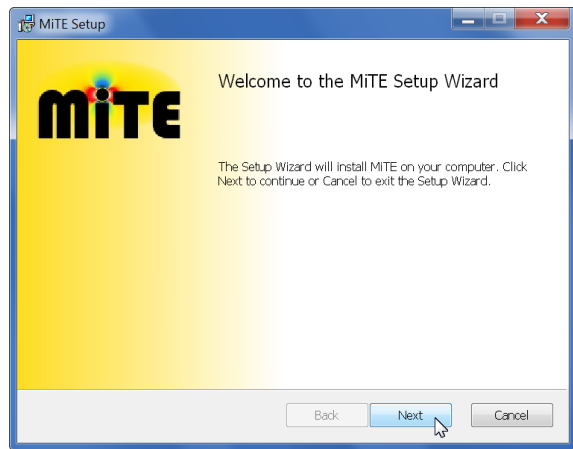 MiTE Setup
MiTE
Welcome to the MiTE Setup Wizard
The Setup Wizard will install MiTE on your computer. Click
Next to continue or Cancel to exit the Setup Wizard.
Back
Next
Cancel